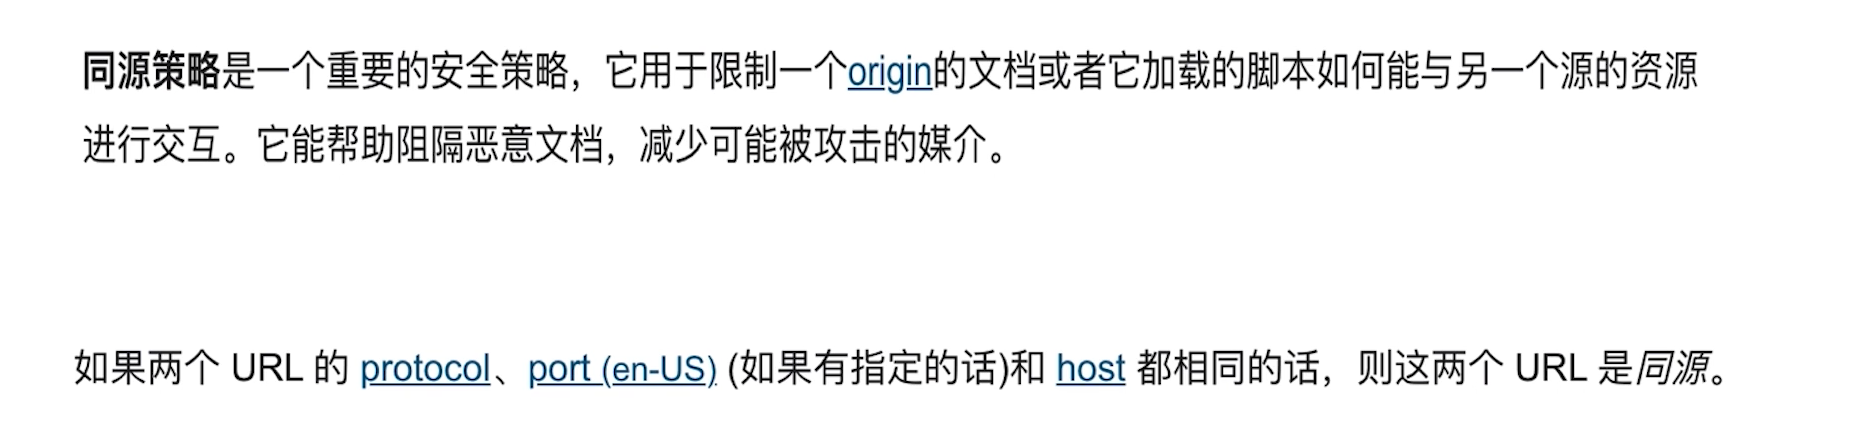 同源策略是一个重要的安全策略，它用于限制一个origin的文档或者它加载的脚本如何能与另一个源的资源
进行交互。它能帮助阻隔恶意文档，减少可能被攻击的媒介。
如果两个 URL 的 protocol、port (en-US) (如果有指定的话)和 host 都相同的话，则这两个 URL 是同源。